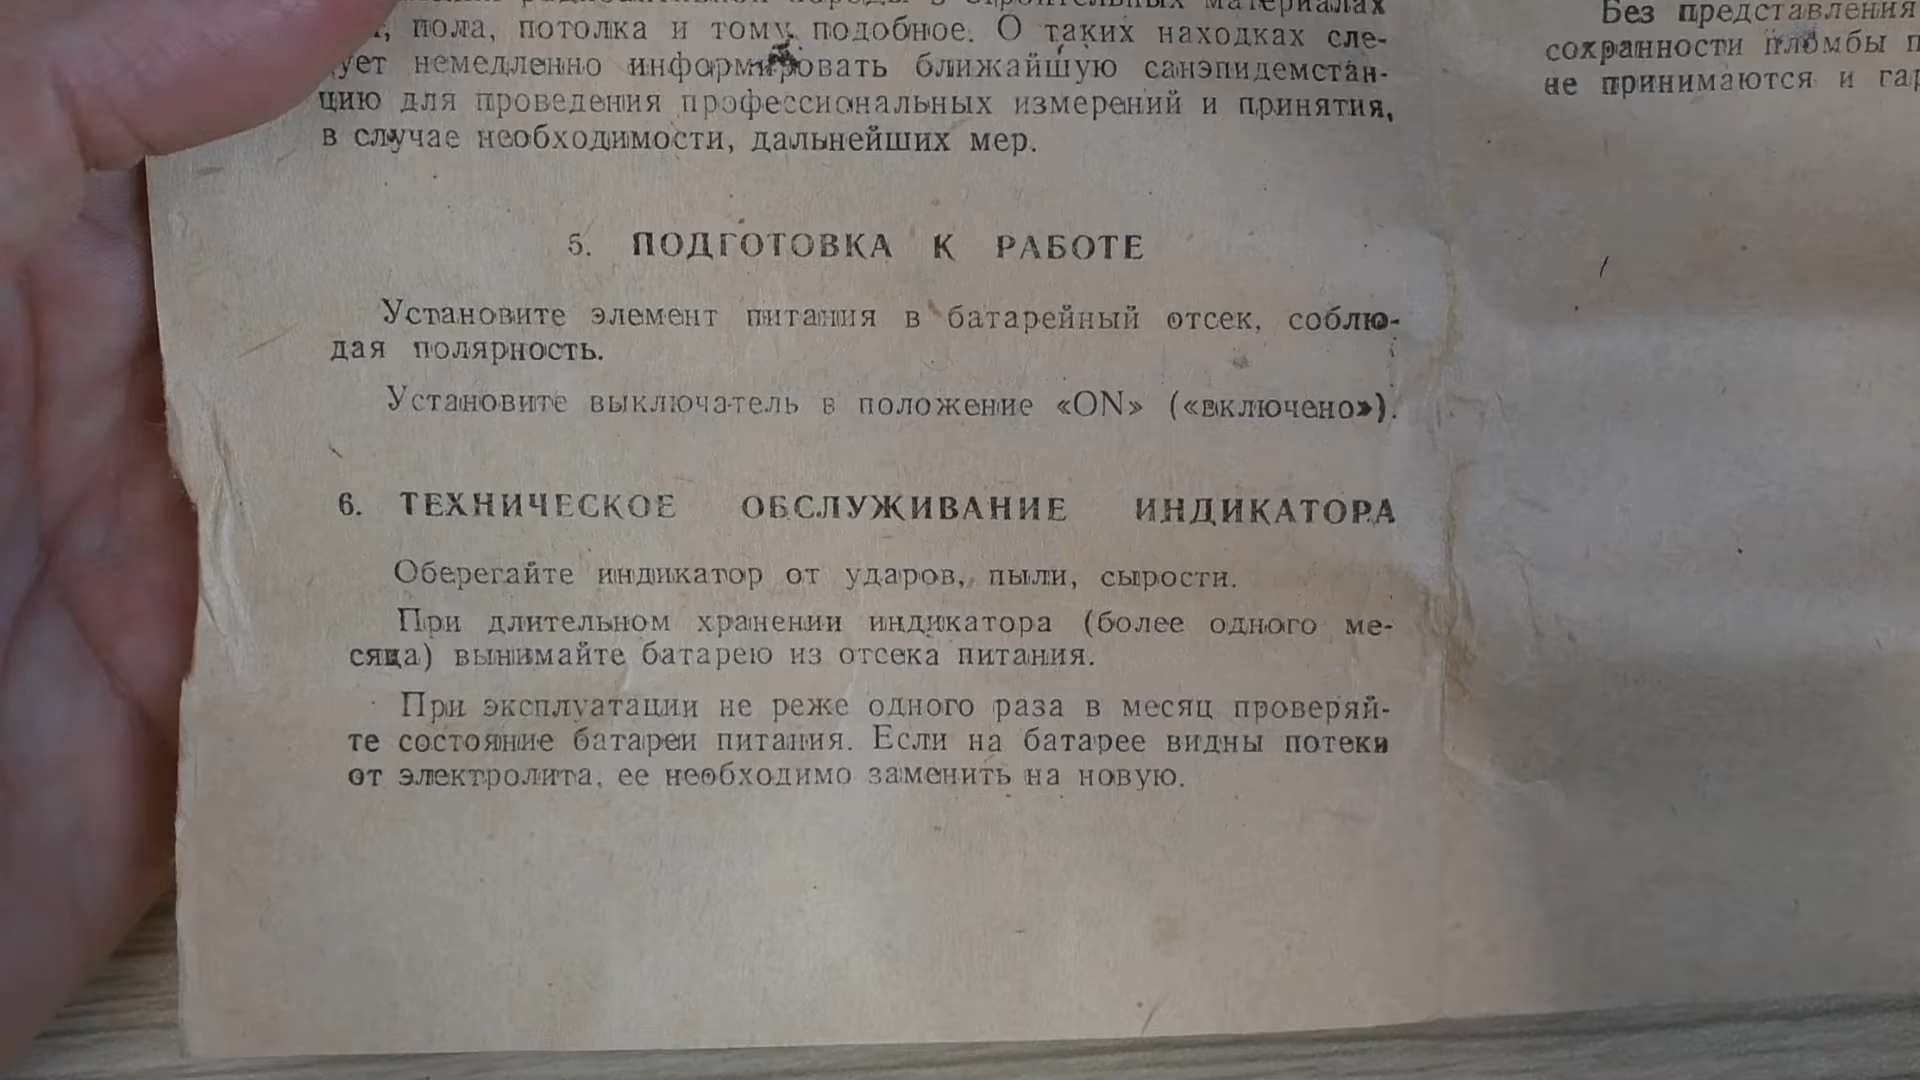 строительных материалах
пола, потолка и тому подобное. О таких находках сле-
ует немедленно информировать ближайшую санэпидемстан-
цию для проведения профессиональных измерений и принятия,
в случае необходимости, дальнейших мер.
5. ПОДГОТОВКА К РАБОТЕ
Установите элемент питания в батарейный отсек, соблю-
дая полярность.
Установите выключатель в положение «ON» («включено»).
6. ТЕХНИЧЕСКОЕ ОБСЛУЖИВАНИЕ ИНДИКАТОРА
Оберегайте индикатор от ударов, пыли, сырости.
При длительном хранении индикатора (более одного ме-
сяца) вынимайте батарею из отсека питания.
При эксплуатации не реже одного раза в месяц проверяй-
те состояние батареи питания. Если на батарее видны потеки
от электролита, ее необходимо заменить на новую.
Без представления
сохранности пломбы п
не принимаются и гар